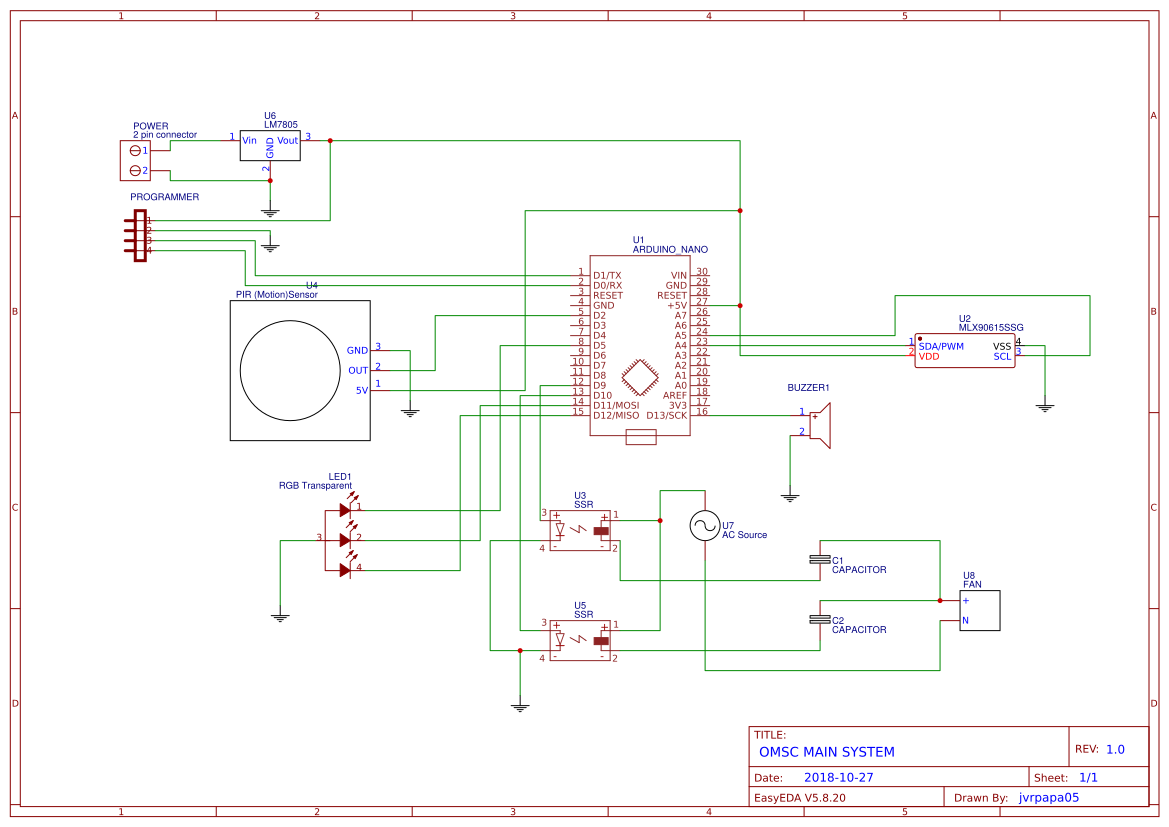 1 2 3 4 5
A A
B B
C C
D D
POWER
2 pin connector
1
2
U6
LM7805
1 Vin Vout 3
GND
2
PROGRAMMER
1
2
3
4
U4
PIR (Motion)Sensor
GND 3
OUT 2
5V 1
U1
ARDUINO_NANO
1 D1/TX VIN 30
2 D0/RX GND 29
3 RESET RESET 28
4 GND +5V 27
5 D2 A7 26
6 D3 A6 25
7 D4 A5 24
8 D5 A4 23
9 D6 A3 22
10 D7 A2 21
11 D8 A1 20
12 D9 A0 19
13 D10 AREF 18
14 D11/MOSI 3V3 17
15 D12/MISO D13/SCK 16
U2
MLX90615SSG
1 SDA/PWM VSS 4
2 VDD SCL 3
BUZZER1
1 +
2
LED1
RGB Transparent
1
3 2
4
U3
SSR
3 + + 1
4 - - 2
U7
AC Source
C1
CAPACITOR
C2
CAPACITOR
U8
FAN
+
N
U5
SSR
3 + + 1
4 - - 2
TITLE:
OMSC MAIN SYSTEM
REV: 1.0
Date: 2018-10-27
Sheet: 1/1
EasyEDA V5.8.20
Drawn By: jvrpapa05
1 2 3 4 5